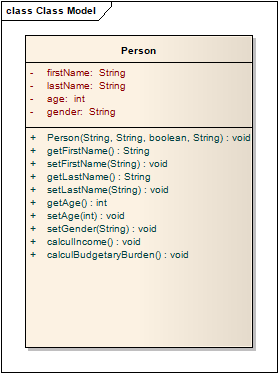 class Class Model
Person
- firstName: String
- lastName: String
- age: int
- gender: String
+ Person(String, String, boolean, String) : void
+ getFirstName() : String
+ setFirstName(String) : void
+ getLastName() : String
+ setLastName(String) : void
+ getAge() : int
+ setAge(int) : void
+ setGender(String) : void
+ calculIncome() : void
+ calculBudgetaryBurden() : void